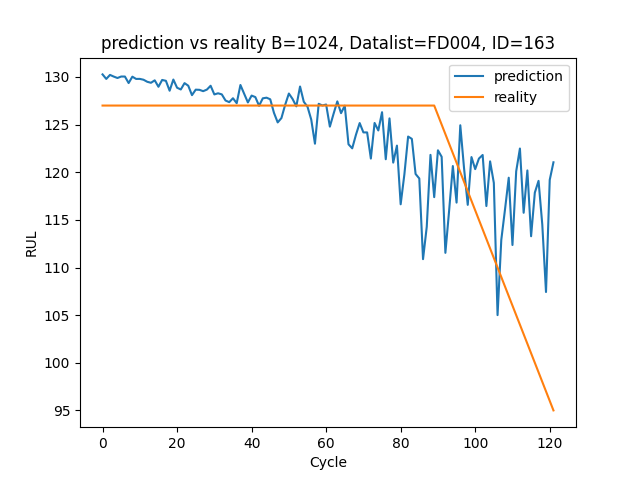 prediction vs reality B=1024, Datalist=FD004, ID=163
prediction
reality
RUL
130
125
120
115
110
105
100
95
0 20 40 60 80 100 120
Cycle